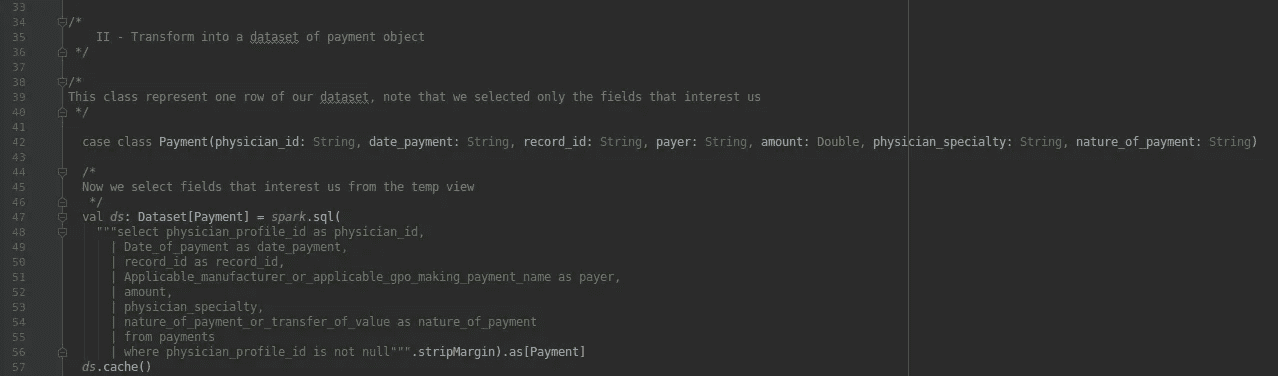 33
34 /*
35 II - Transform into a dataset of payment object
36 */
37
38 /*
39 This class represent one row of our dataset, note that we selected only the fields that interest us
40 */
41
42 case class Payment(physician_id: String, date_payment: String, record_id: String, payer: String, amount: Double, physician_specialty: String, nature_of_payment: String)
43
44 /*
45 Now we select fields that interest us from the temp view
46 */
47 val ds: Dataset[Payment] = spark.sql(
48 """select physician_profile_id as physician_id,
49 | Date_of_payment as date_payment,
50 | record_id as record_id,
51 | Applicable_manufacturer_or_applicable_gpo_making_payment_name as payer,
52 | amount,
53 | physician_specialty,
54 | nature_of_payment_or_transfer_of_value as nature_of_payment
55 | from payments
56 | where physician_profile_id is not null""".stripMargin).as[Payment]
57 ds.cache()